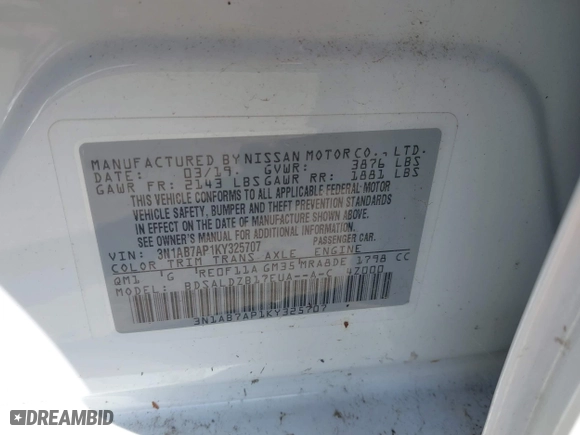 MANUFACTURED BY NISSAN MOTOR CO., LTD.
DATE: 03/19. GVWR: 3876 LBS
GAWR FR: 2143 LBS GAWR RR: 1881 LBS
THIS VEHICLE CONFORMS TO ALL APPLICABLE FEDERAL MOTOR
VEHICLE SAFETY, BUMPER AND THEFT PREVENTION STANDARDS
IN EFFECT ON THE DATE OF MANUFACTURE SHOWN ABOVE.
SEE OWNER'S MANUAL FOR ADDITIONAL INFORMATION
VIN: 3N1AB7AP1KY325707 PASSENGER CAR.
COLOR TRIM TRANS AXLE ENGINE
QM1 G RE0F11A GM35 MRA8DE 1798 CC
MODEL: BDSALDZB17EUA--A-C 4Z000
3N1AB7AP1KY325707
DREAMBID